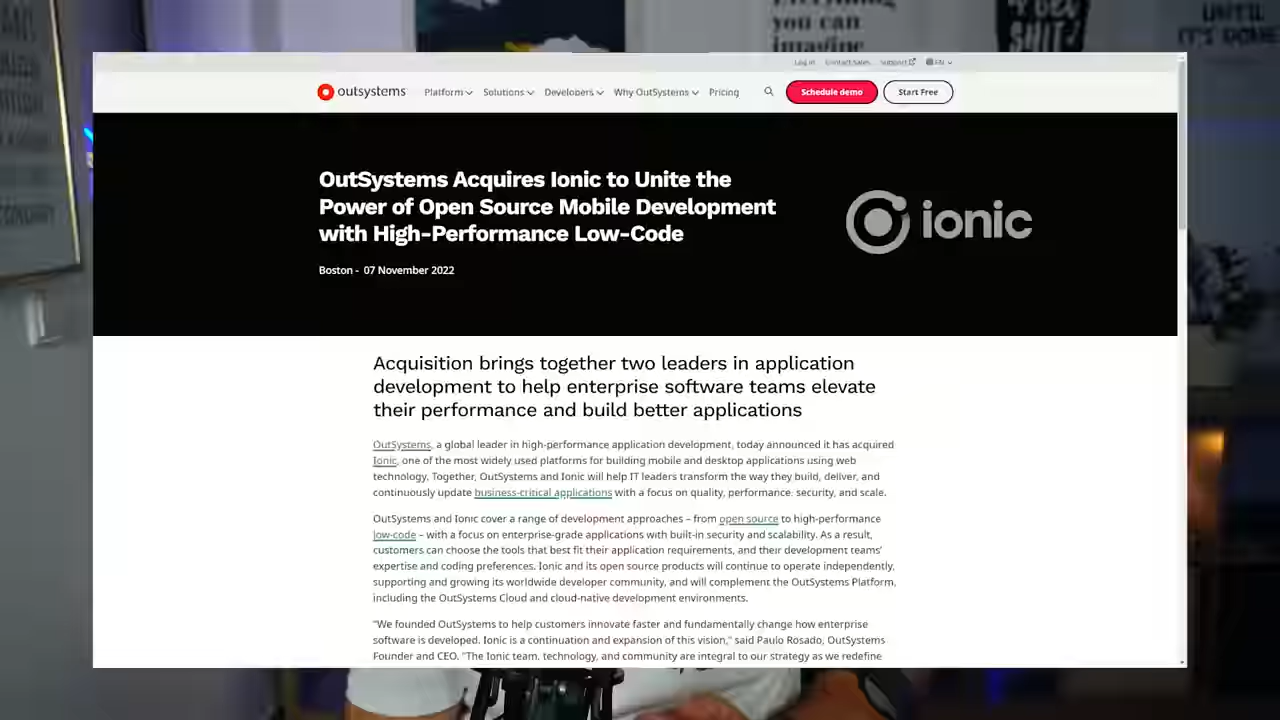 you can
imagine
UNTIL
IT'S DONE
Log in Contact Sales Support EN
outsystems Platform Solutions Developers Why OutSystems Pricing Schedule demo Start Free
OutSystems Acquires Ionic to Unite the
Power of Open Source Mobile Development
with High-Performance Low-Code
ionic
Boston - 07 November 2022
Acquisition brings together two leaders in application
development to help enterprise software teams elevate
their performance and build better applications
OutSystems, a global leader in high-performance application development, today announced it has acquired
Ionic, one of the most widely used platforms for building mobile and desktop applications using web
technology. Together, OutSystems and Ionic will help IT leaders transform the way they build, deliver, and
continuously update business-critical applications with a focus on quality, performance, security, and scale.
OutSystems and Ionic cover a range of development approaches – from open source to high-performance
low-code – with a focus on enterprise-grade applications with built-in security and scalability. As a result,
customers can choose the tools that best fit their application requirements, and their development teams'
expertise and coding preferences. Ionic and its open source products will continue to operate independently,
supporting and growing its worldwide developer community, and will complement the OutSystems Platform,
including the OutSystems Cloud and cloud-native development environments.
"We founded OutSystems to help customers innovate faster and fundamentally change how enterprise
software is developed. Ionic is a continuation and expansion of this vision," said Paulo Rosado, OutSystems
Founder and CEO. "The Ionic team, technology, and community are integral to our strategy as we redefine